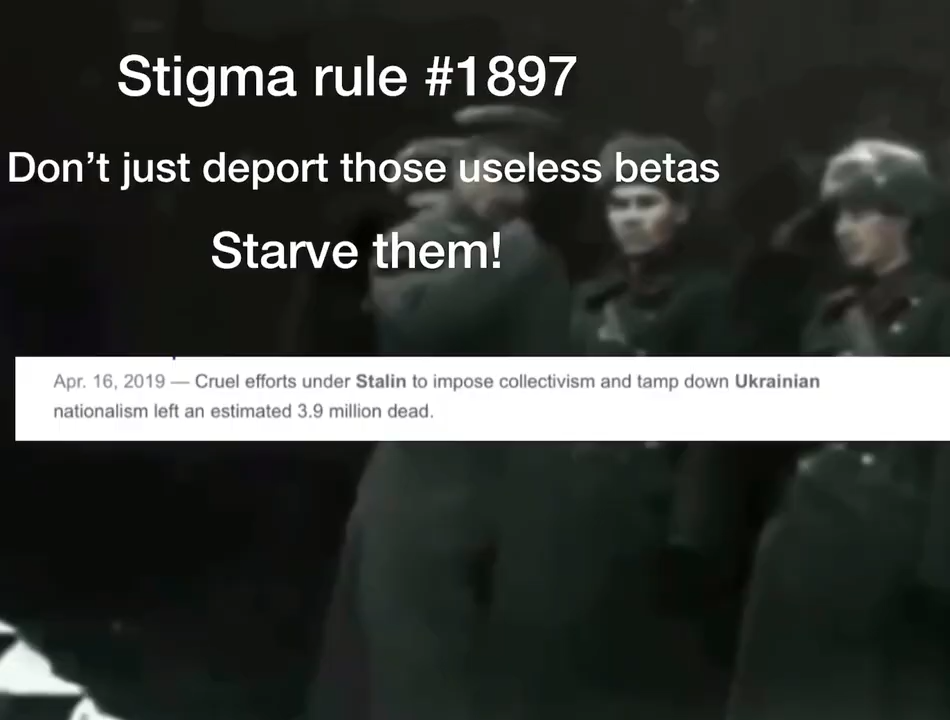 Stigma rule #1897
Don’t just deport those useless betas
Starve them!
Apr. 16, 2019 — Cruel efforts under Stalin to impose collectivism and tamp down Ukrainian
nationalism left an estimated 3.9 million dead.